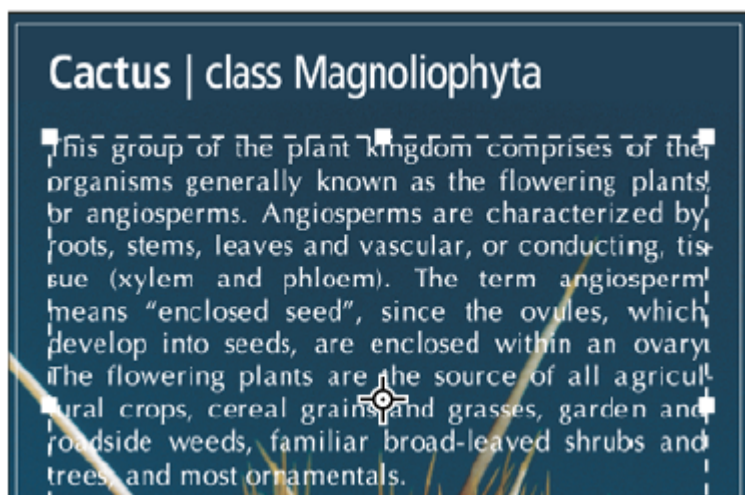 Cactus | class Magnoliophyta
This group of the plant kingdom comprises of the
organisms generally known as the flowering plants
or angiosperms. Angiosperms are characterized by
roots, stems, leaves and vascular, or conducting, tis-
sue (xylem and phloem). The term angiosperm
means “enclosed seed”, since the ovules, which
develop into seeds, are enclosed within an ovary.
The flowering plants are the source of all agricul-
tural crops, cereal grains and grasses, garden and
roadside weeds, familiar broad-leaved shrubs and
trees, and most ornamentals.